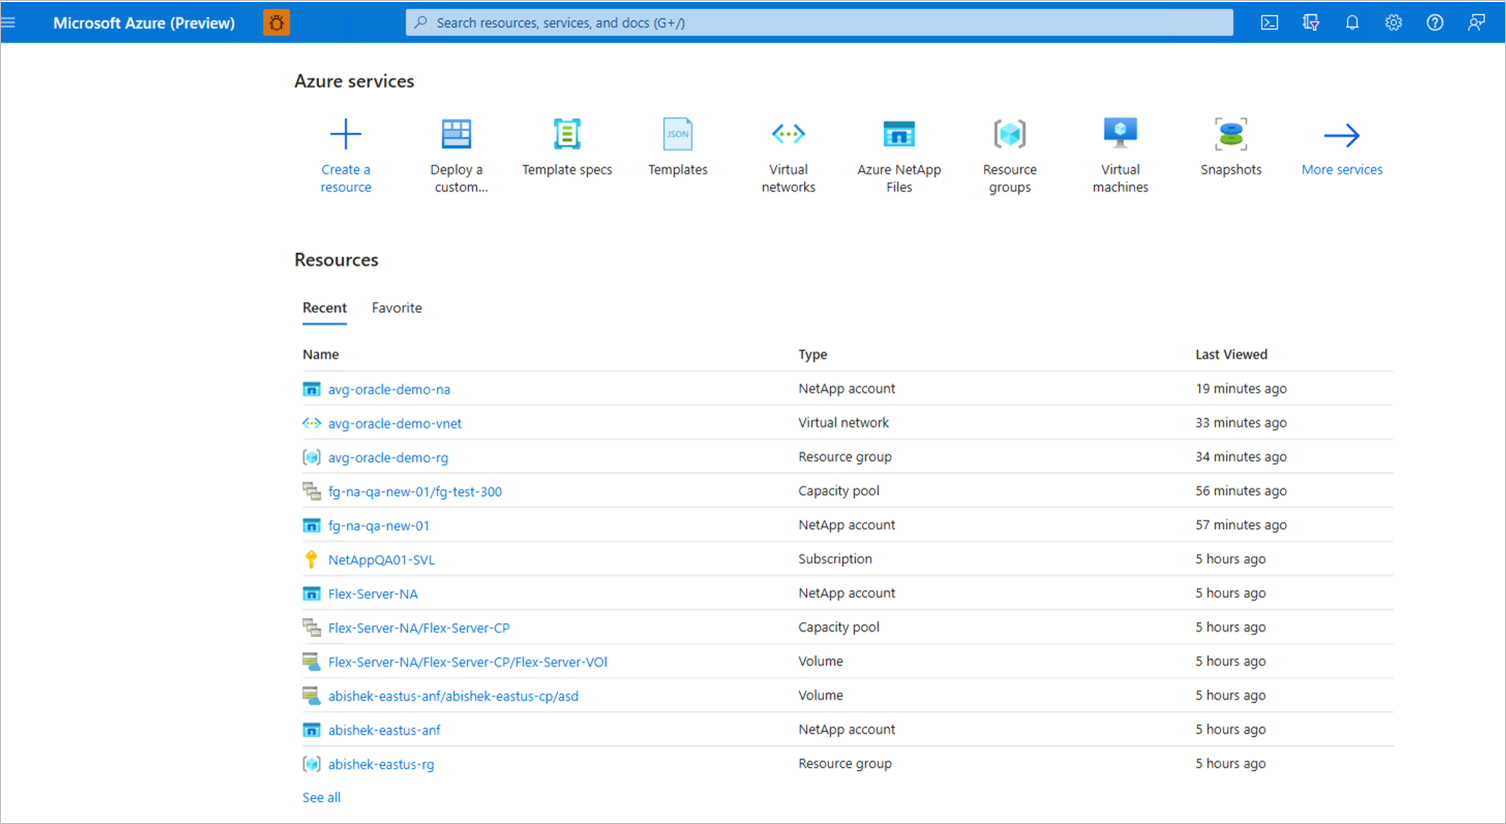 Microsoft Azure (Preview)
Search resources, services, and docs (G+/)
Azure services
Create a
resource
Deploy a
custom...
Template specs
JSON
Templates
Virtual
networks
Azure NetApp
Files
Resource
groups
Virtual
machines
Snapshots
More services
Resources
Recent Favorite
Name Type Last Viewed
avg-oracle-demo-na NetApp account 19 minutes ago
avg-oracle-demo-vnet Virtual network 33 minutes ago
avg-oracle-demo-rg Resource group 34 minutes ago
fg-na-qa-new-01/fg-test-300 Capacity pool 56 minutes ago
fg-na-qa-new-01 NetApp account 57 minutes ago
NetAppQA01-SVL Subscription 5 hours ago
Flex-Server-NA NetApp account 5 hours ago
Flex-Server-NA/Flex-Server-CP Capacity pool 5 hours ago
Flex-Server-NA/Flex-Server-CP/Flex-Server-VOl Volume 5 hours ago
abishek-eastus-anf/abishek-eastus-cp/asd Volume 5 hours ago
abishek-eastus-anf NetApp account 5 hours ago
abishek-eastus-rg Resource group 5 hours ago
See all